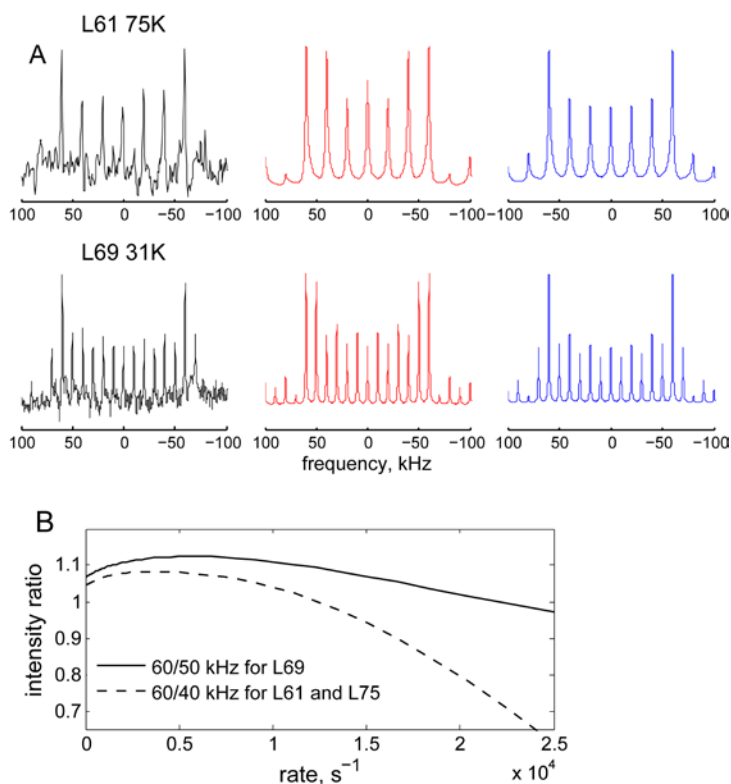 L61 75K
A
100 50 0 -50 -100 100 50 0 -50 -100 -100 -50 0 50 100
L69 31K
100 50 0 -50 -100 100 50 0 -50 -100 -100 -50 0 50 100
frequency, kHz
B
1.1
1
0.9
0.8
0.7
intensity ratio
60/50 kHz for L69
60/40 kHz for L61 and L75
0 0.5 1 1.5 2 2.5
rate, s⁻¹
x 10⁴